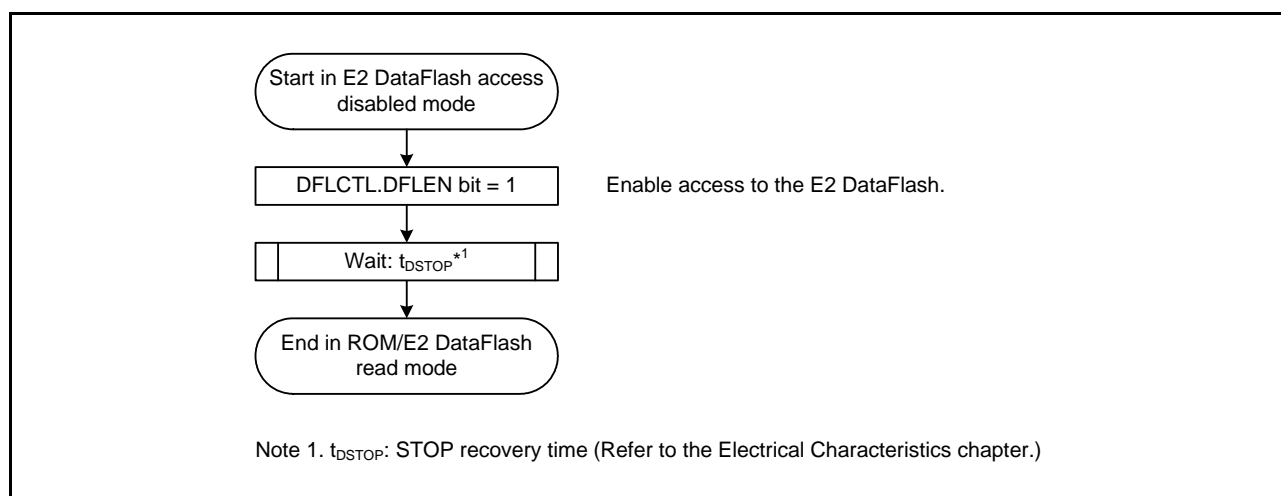 Start in E2 DataFlash access
disabled mode
DFLCTL.DFLEN bit = 1
Enable access to the E2 DataFlash.
Wait: tDSTOP*1
End in ROM/E2 DataFlash
read mode
Note 1. tDSTOP: STOP recovery time (Refer to the Electrical Characteristics chapter.)